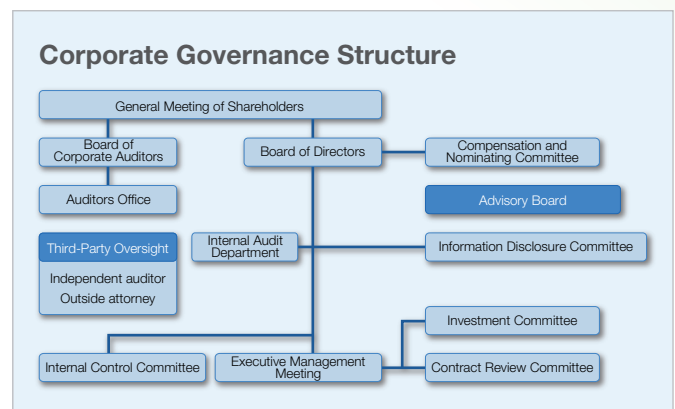 Corporate Governance Structure
General Meeting of Shareholders
Board of
Corporate Auditors
Board of Directors
Compensation and
Nominating Committee
Auditors Office
Advisory Board
Third-Party Oversight
Independent auditor
Outside attorney
Internal Audit
Department
Information Disclosure Committee
Investment Committee
Internal Control Committee
Executive Management
Meeting
Contract Review Committee